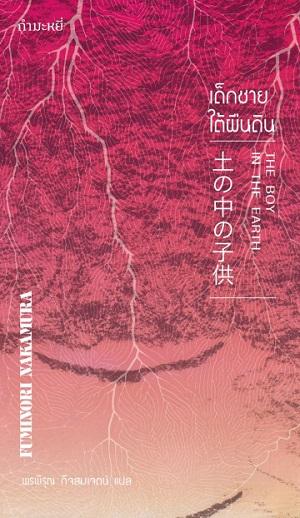 กำมะหยี่
เด็กชาย
ใต้ผืนดิน
THE BOY
IN THE EARTH
土の中の子供
FUMINORI NAKAMURA
พรพิรุณ กิจสมเจตน์ แปล